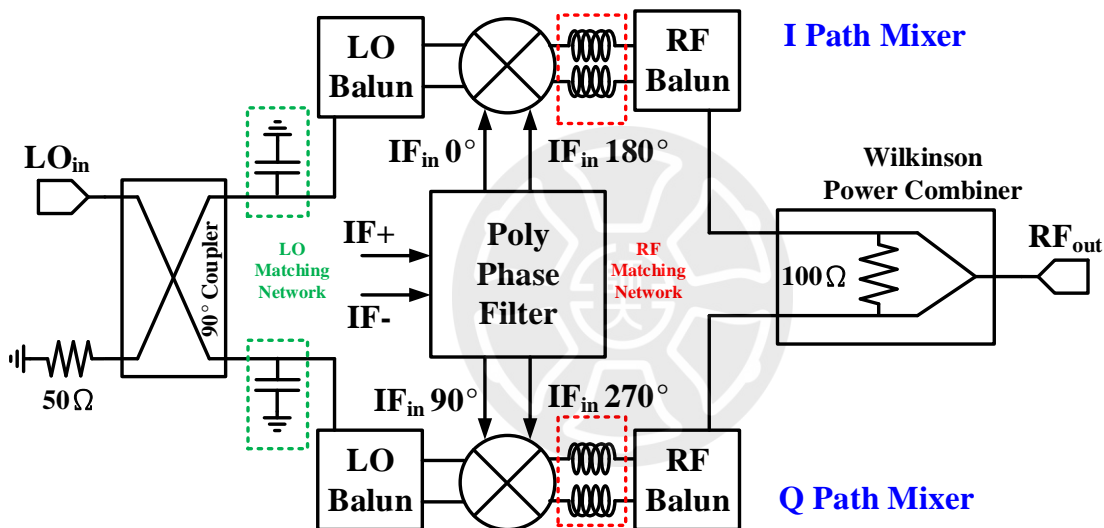 LO
Balun
RF
Balun
I Path Mixer
LOin
IFin 0°
IFin 180°
Wilkinson
Power Combiner
90° Coupler
LO
Matching
Network
IF+
IF-
Poly
Phase
Filter
RF
Matching
Network
100Ω
RFout
50Ω
IFin 90°
IFin 270°
LO
Balun
RF
Balun
Q Path Mixer